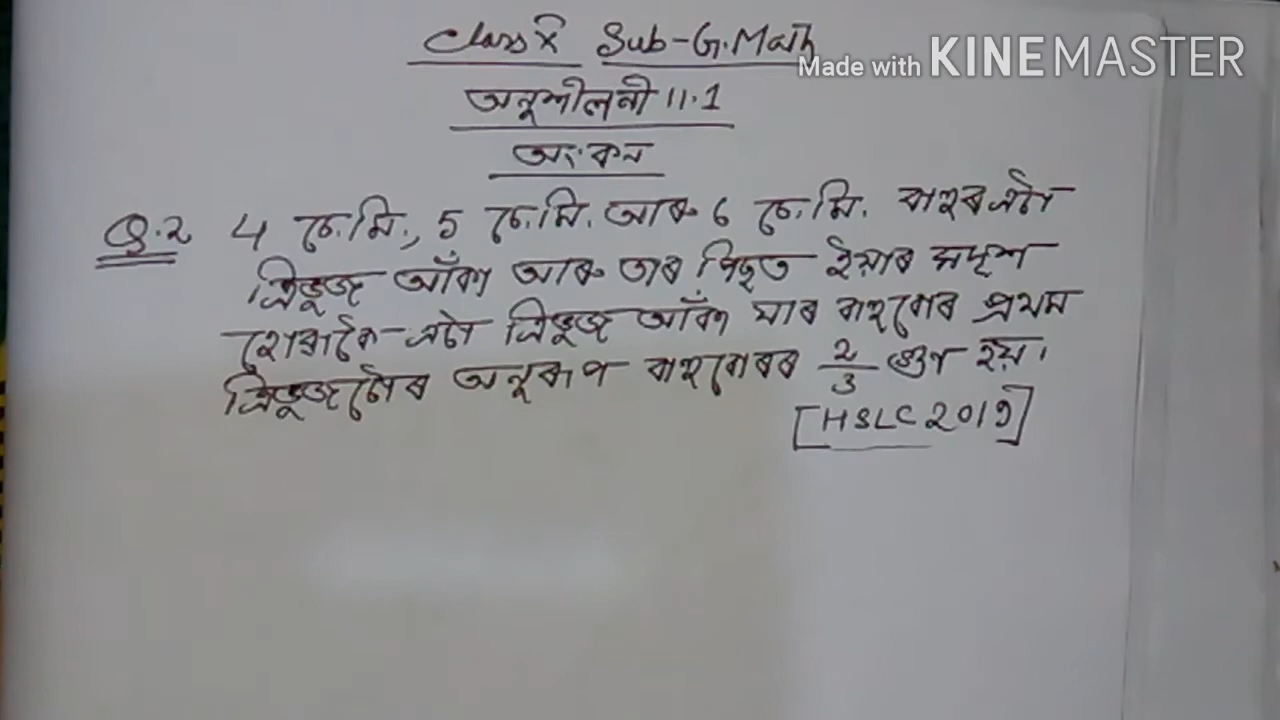 Class X Sub-G.Math
Made with KINEMASTER
অনুশীলনী 11.1
অংকন
Q.2 4 চে.মি., 5 চে.মি. আৰু 6 চে.মি. বাহুৰ এটা
ত্ৰিভুজ আঁকা আৰু তাৰ পিছত ইয়াৰ সদৃশ
হোৱাকৈ এটা ত্ৰিভুজ আঁকা যাৰ বাহুবোৰ প্ৰথম
ত্ৰিভুজটোৰ অনুৰূপ বাহুবোৰৰ 2/3 গুণ হয়।
[HSLC 2019]